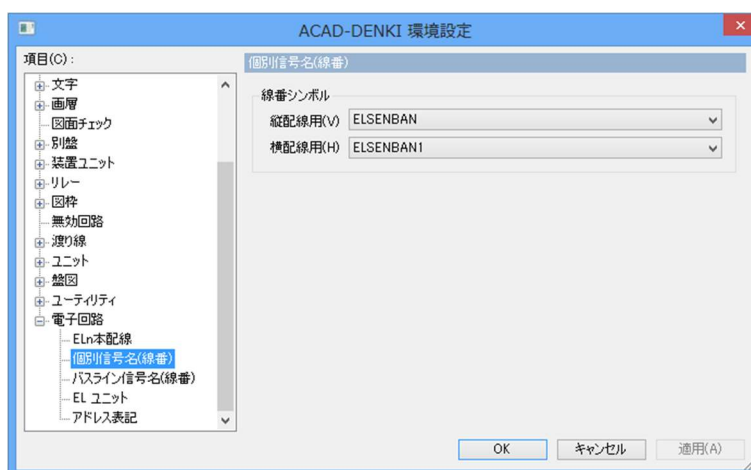 ACAD-DENKI 環境設定
項目(C):
文字
画層
図面チェック
別盤
装置ユニット
リレー
図枠
無効回路
渡り線
ユニット
盤図
ユーティリティ
電子回路
ELn本配線
個別信号名(線番)
バスライン信号名(線番)
EL ユニット
アドレス表記
個別信号名(線番)
線番シンボル
縦配線用(V) ELSENBAN
横配線用(H) ELSENBAN1
OK キャンセル 適用(A)